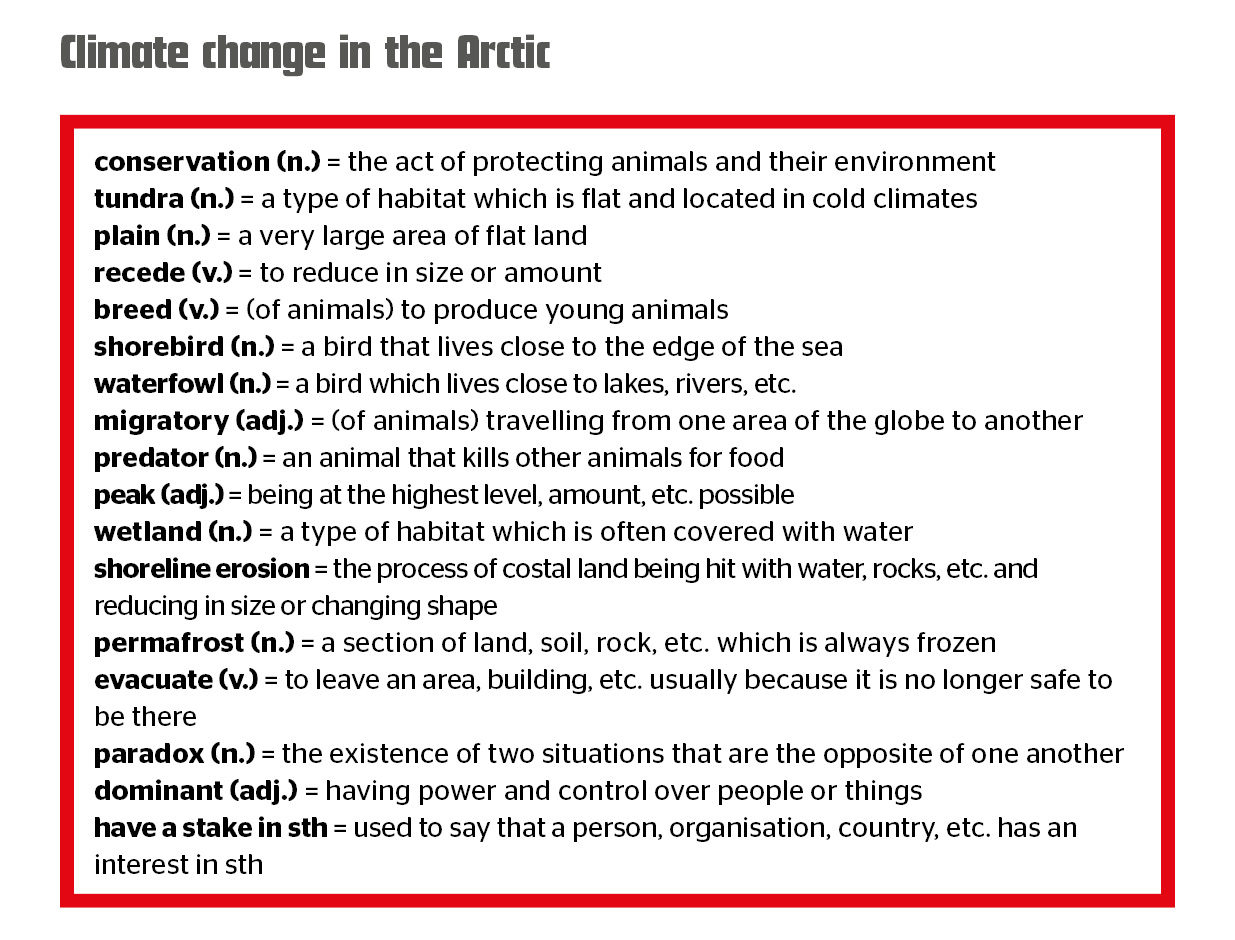 Climate change in the Arctic
conservation (n.) = the act of protecting animals and their environment
tundra (n.) = a type of habitat which is flat and located in cold climates
plain (n.) = a very large area of flat land
recede (v.) = to reduce in size or amount
breed (v.) = (of animals) to produce young animals
shorebird (n.) = a bird that lives close to the edge of the sea
waterfowl (n.) = a bird which lives close to lakes, rivers, etc.
migratory (adj.) = (of animals) travelling from one area of the globe to another
predator (n.) = an animal that kills other animals for food
peak (adj.) = being at the highest level, amount, etc. possible
wetland (n.) = a type of habitat which is often covered with water
shoreline erosion = the process of costal land being hit with water, rocks, etc. and
reducing in size or changing shape
permafrost (n.) = a section of land, soil, rock, etc. which is always frozen
evacuate (v.) = to leave an area, building, etc. usually because it is no longer safe to
be there
paradox (n.) = the existence of two situations that are the opposite of one another
dominant (adj.) = having power and control over people or things
have a stake in sth = used to say that a person, organisation, country, etc. has an
interest in sth